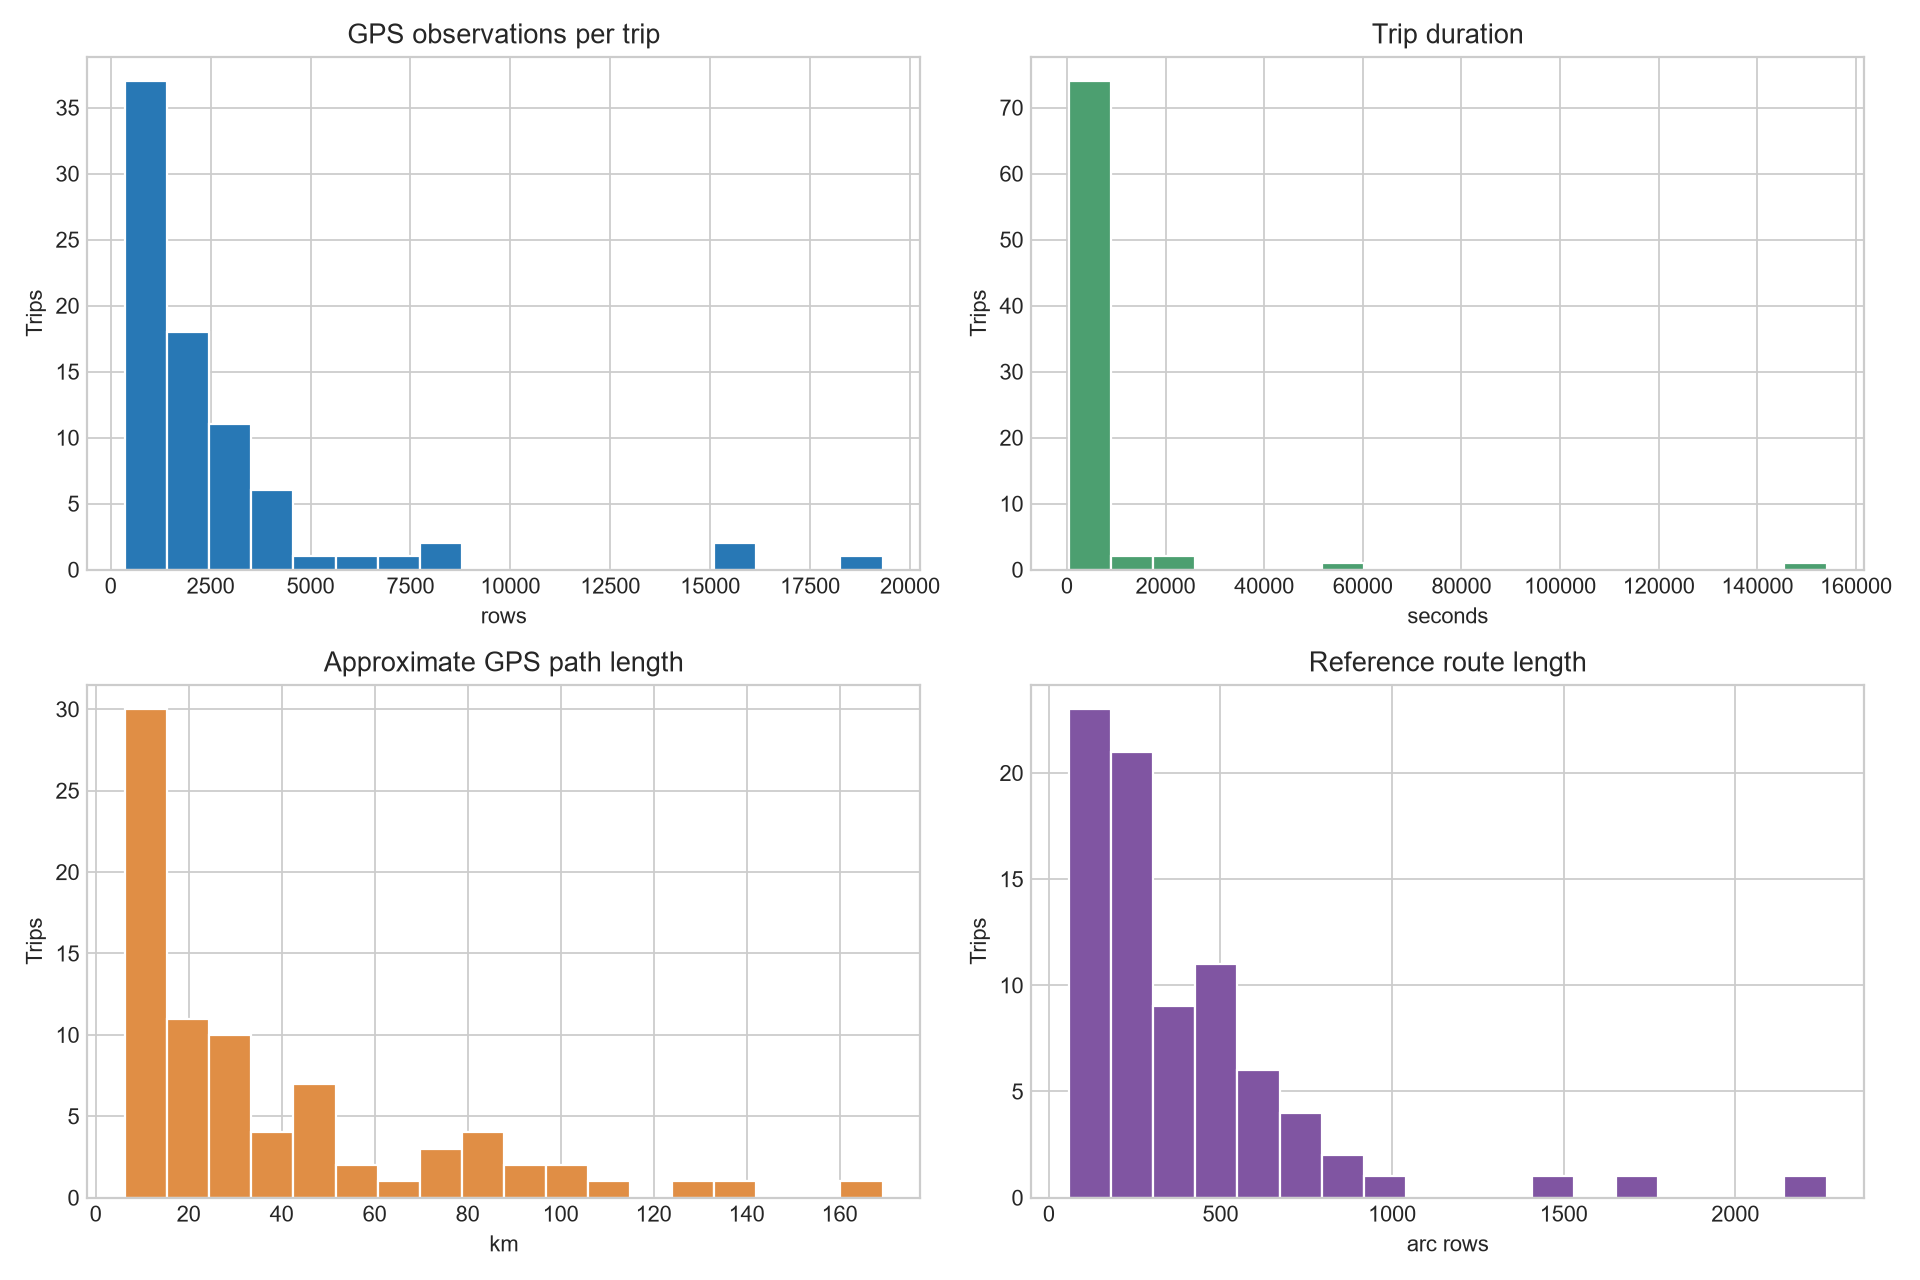 GPS observations per trip
Trips
35
30
25
20
15
10
5
0
0 2500 5000 7500 10000 12500 15000 17500 20000
rows
Trip duration
Trips
70
60
50
40
30
20
10
0
0 20000 40000 60000 80000 100000 120000 140000 160000
seconds
Approximate GPS path length
Trips
30
25
20
15
10
5
0
0 20 40 60 80 100 120 140 160
km
Reference route length
Trips
20
15
10
5
0
0 500 1000 1500 2000
arc rows